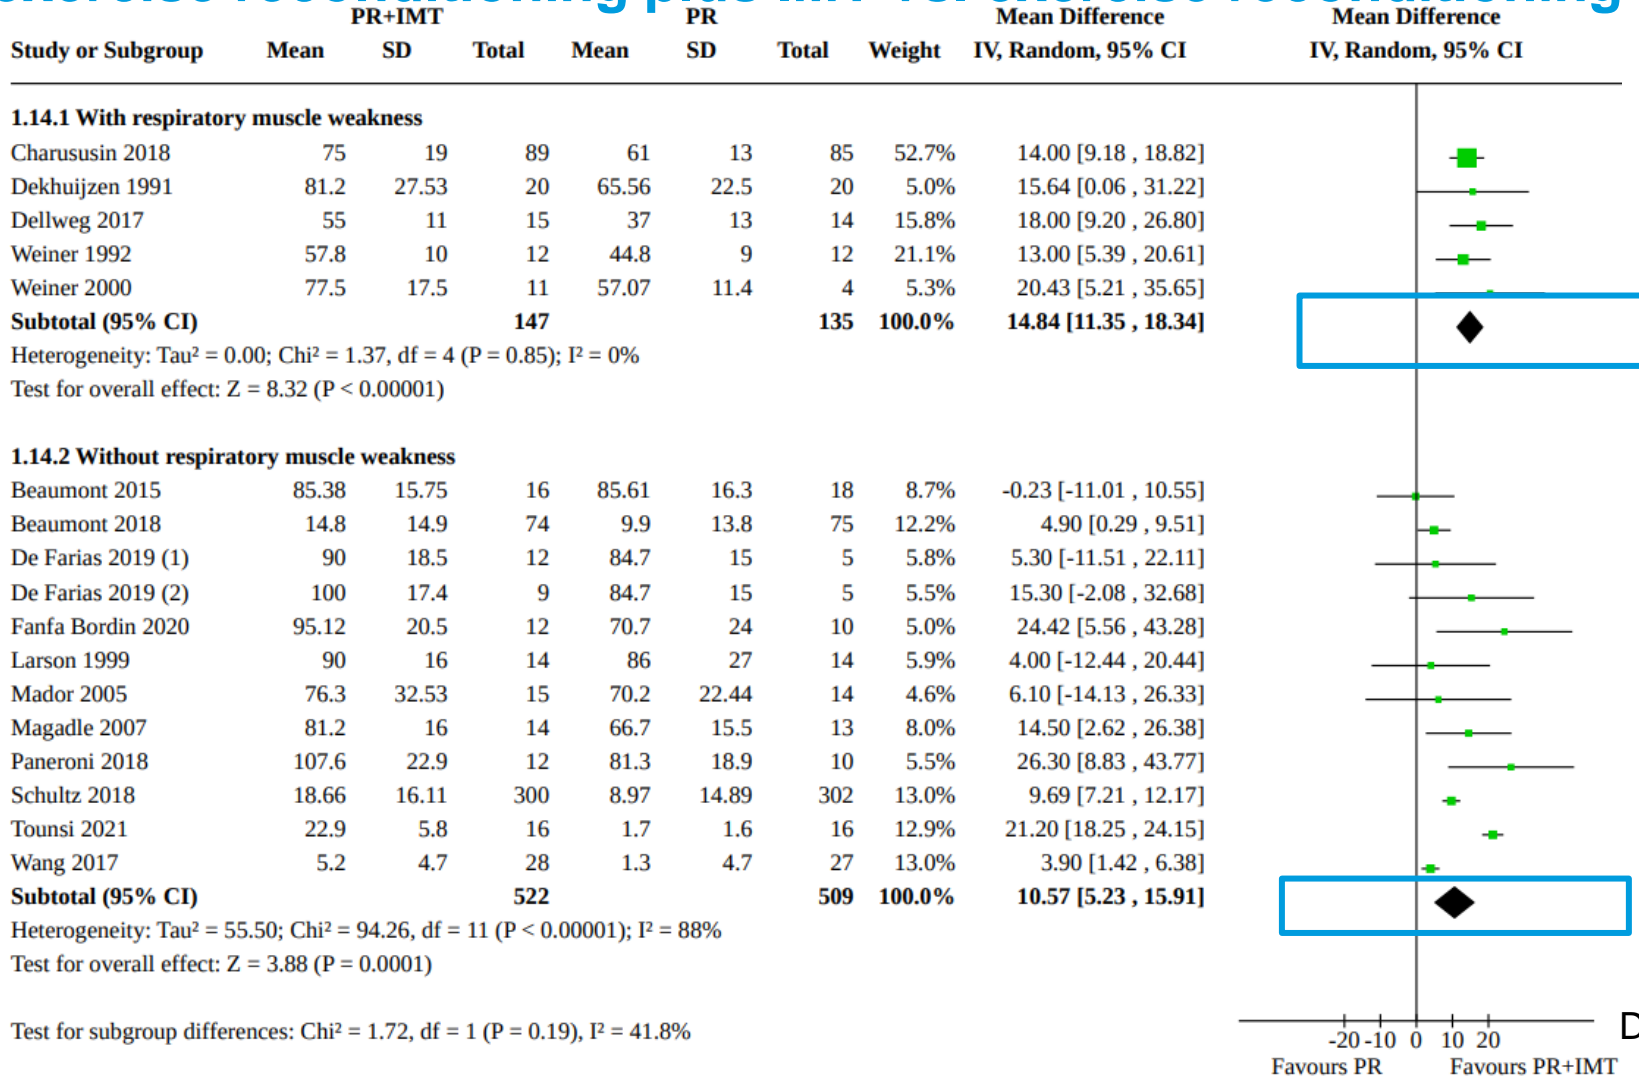 exercise reconditioning plus IMT vs. exercise reconditioning
PR+IMT PR Mean Difference Mean Difference
Study or Subgroup Mean SD Total Mean SD Total Weight IV, Random, 95% CI IV, Random, 95% CI
1.14.1 With respiratory muscle weakness
Charususin 2018 75 19 89 61 13 85 52.7% 14.00 [9.18 , 18.82]
Dekhuijzen 1991 81.2 27.53 20 65.56 22.5 20 5.0% 15.64 [0.06 , 31.22]
Dellweg 2017 55 11 15 37 13 14 15.8% 18.00 [9.20 , 26.80]
Weiner 1992 57.8 10 12 44.8 9 12 21.1% 13.00 [5.39 , 20.61]
Weiner 2000 77.5 17.5 11 57.07 11.4 4 5.3% 20.43 [5.21 , 35.65]
Subtotal (95% CI) 147 135 100.0% 14.84 [11.35 , 18.34]
Heterogeneity: Tau² = 0.00; Chi² = 1.37, df = 4 (P = 0.85); I² = 0%
Test for overall effect: Z = 8.32 (P < 0.00001)
1.14.2 Without respiratory muscle weakness
Beaumont 2015 85.38 15.75 16 85.61 16.3 18 8.7% -0.23 [-11.01 , 10.55]
Beaumont 2018 14.8 14.9 74 9.9 13.8 75 12.2% 4.90 [0.29 , 9.51]
De Farias 2019 (1) 90 18.5 12 84.7 15 5 5.8% 5.30 [-11.51 , 22.11]
De Farias 2019 (2) 100 17.4 9 84.7 15 5 5.5% 15.30 [-2.08 , 32.68]
Fanfa Bordin 2020 95.12 20.5 12 70.7 24 10 5.0% 24.42 [5.56 , 43.28]
Larson 1999 90 16 14 86 27 14 5.9% 4.00 [-12.44 , 20.44]
Mador 2005 76.3 32.53 15 70.2 22.44 14 4.6% 6.10 [-14.13 , 26.33]
Magadle 2007 81.2 16 14 66.7 15.5 13 8.0% 14.50 [2.62 , 26.38]
Paneroni 2018 107.6 22.9 12 81.3 18.9 10 5.5% 26.30 [8.83 , 43.77]
Schultz 2018 18.66 16.11 300 8.97 14.89 302 13.0% 9.69 [7.21 , 12.17]
Tounsi 2021 22.9 5.8 16 1.7 1.6 16 12.9% 21.20 [18.25 , 24.15]
Wang 2017 5.2 4.7 28 1.3 4.7 27 13.0% 3.90 [1.42 , 6.38]
Subtotal (95% CI) 522 509 100.0% 10.57 [5.23 , 15.91]
Heterogeneity: Tau² = 55.50; Chi² = 94.26, df = 11 (P < 0.00001); I² = 88%
Test for overall effect: Z = 3.88 (P = 0.0001)
Test for subgroup differences: Chi² = 1.72, df = 1 (P = 0.19), I² = 41.8%
D
-20 -10 0 10 20
Favours PR Favours PR+IMT